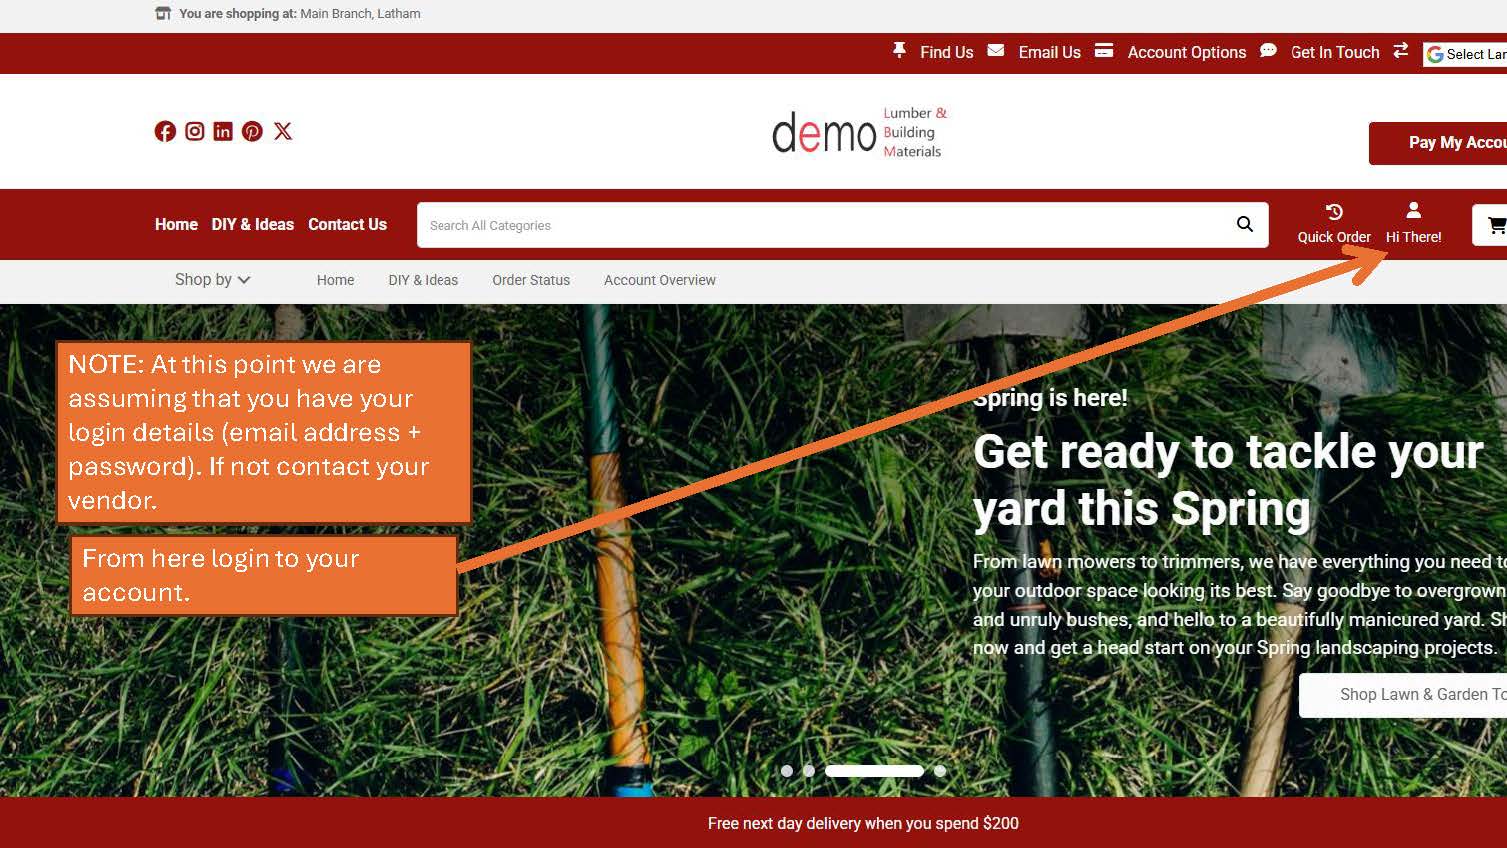 You are shopping at: Main Branch, Latham
Find Us Email Us Account Options Get In Touch Select Lan
demo Lumber &
Building
Materials
Pay My Accou
Home DIY & Ideas Contact Us Search All Categories Quick Order Hi There!
Shop by Home DIY & Ideas Order Status Account Overview
NOTE: At this point we are
assuming that you have your
login details (email address +
password). If not contact your
vendor.
From here login to your
account.
Spring is here!
Get ready to tackle your
yard this Spring
From lawn mowers to trimmers, we have everything you need to
your outdoor space looking its best. Say goodbye to overgrown
and unruly bushes, and hello to a beautifully manicured yard. Sh
now and get a head start on your Spring landscaping projects.
Shop Lawn & Garden To
Free next day delivery when you spend $200